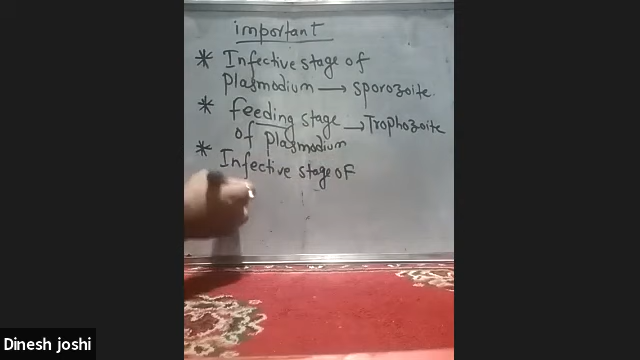 important
* Infective stage of
Plasmodium → sporozoite.
* feeding stage → Trophozoite
of Plasmodium
* Infective stage of
Dinesh joshi